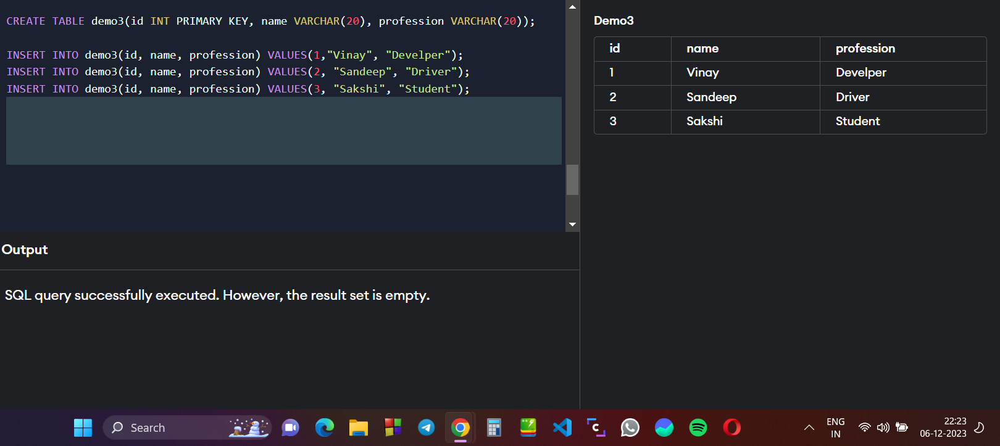 CREATE TABLE demo3(id INT PRIMARY KEY, name VARCHAR(20), profession VARCHAR(20));
INSERT INTO demo3(id, name, profession) VALUES(1,"Vinay", "Develper");
INSERT INTO demo3(id, name, profession) VALUES(2, "Sandeep", "Driver");
INSERT INTO demo3(id, name, profession) VALUES(3, "Sakshi", "Student");
Output
SQL query successfully executed. However, the result set is empty.
Demo3
id name profession
1 Vinay Develper
2 Sandeep Driver
3 Sakshi Student
Search
ENG
IN
22:23
06-12-2023